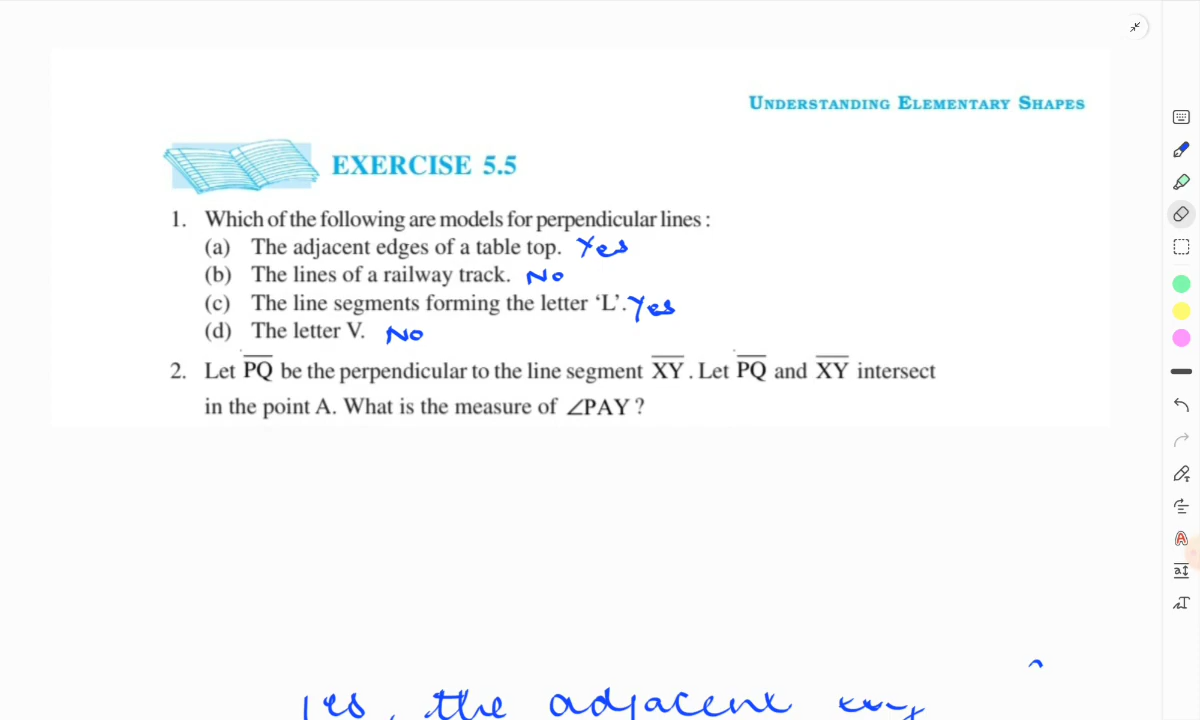 UNDERSTANDING ELEMENTARY SHAPES
EXERCISE 5.5
1. Which of the following are models for perpendicular lines :
(a) The adjacent edges of a table top. Yes
(b) The lines of a railway track. No
(c) The line segments forming the letter ‘L’. Yes
(d) The letter V. No
2. Let PQ be the perpendicular to the line segment XY . Let PQ and XY intersect
in the point A. What is the measure of ∠PAY ?
yes, the adjacent